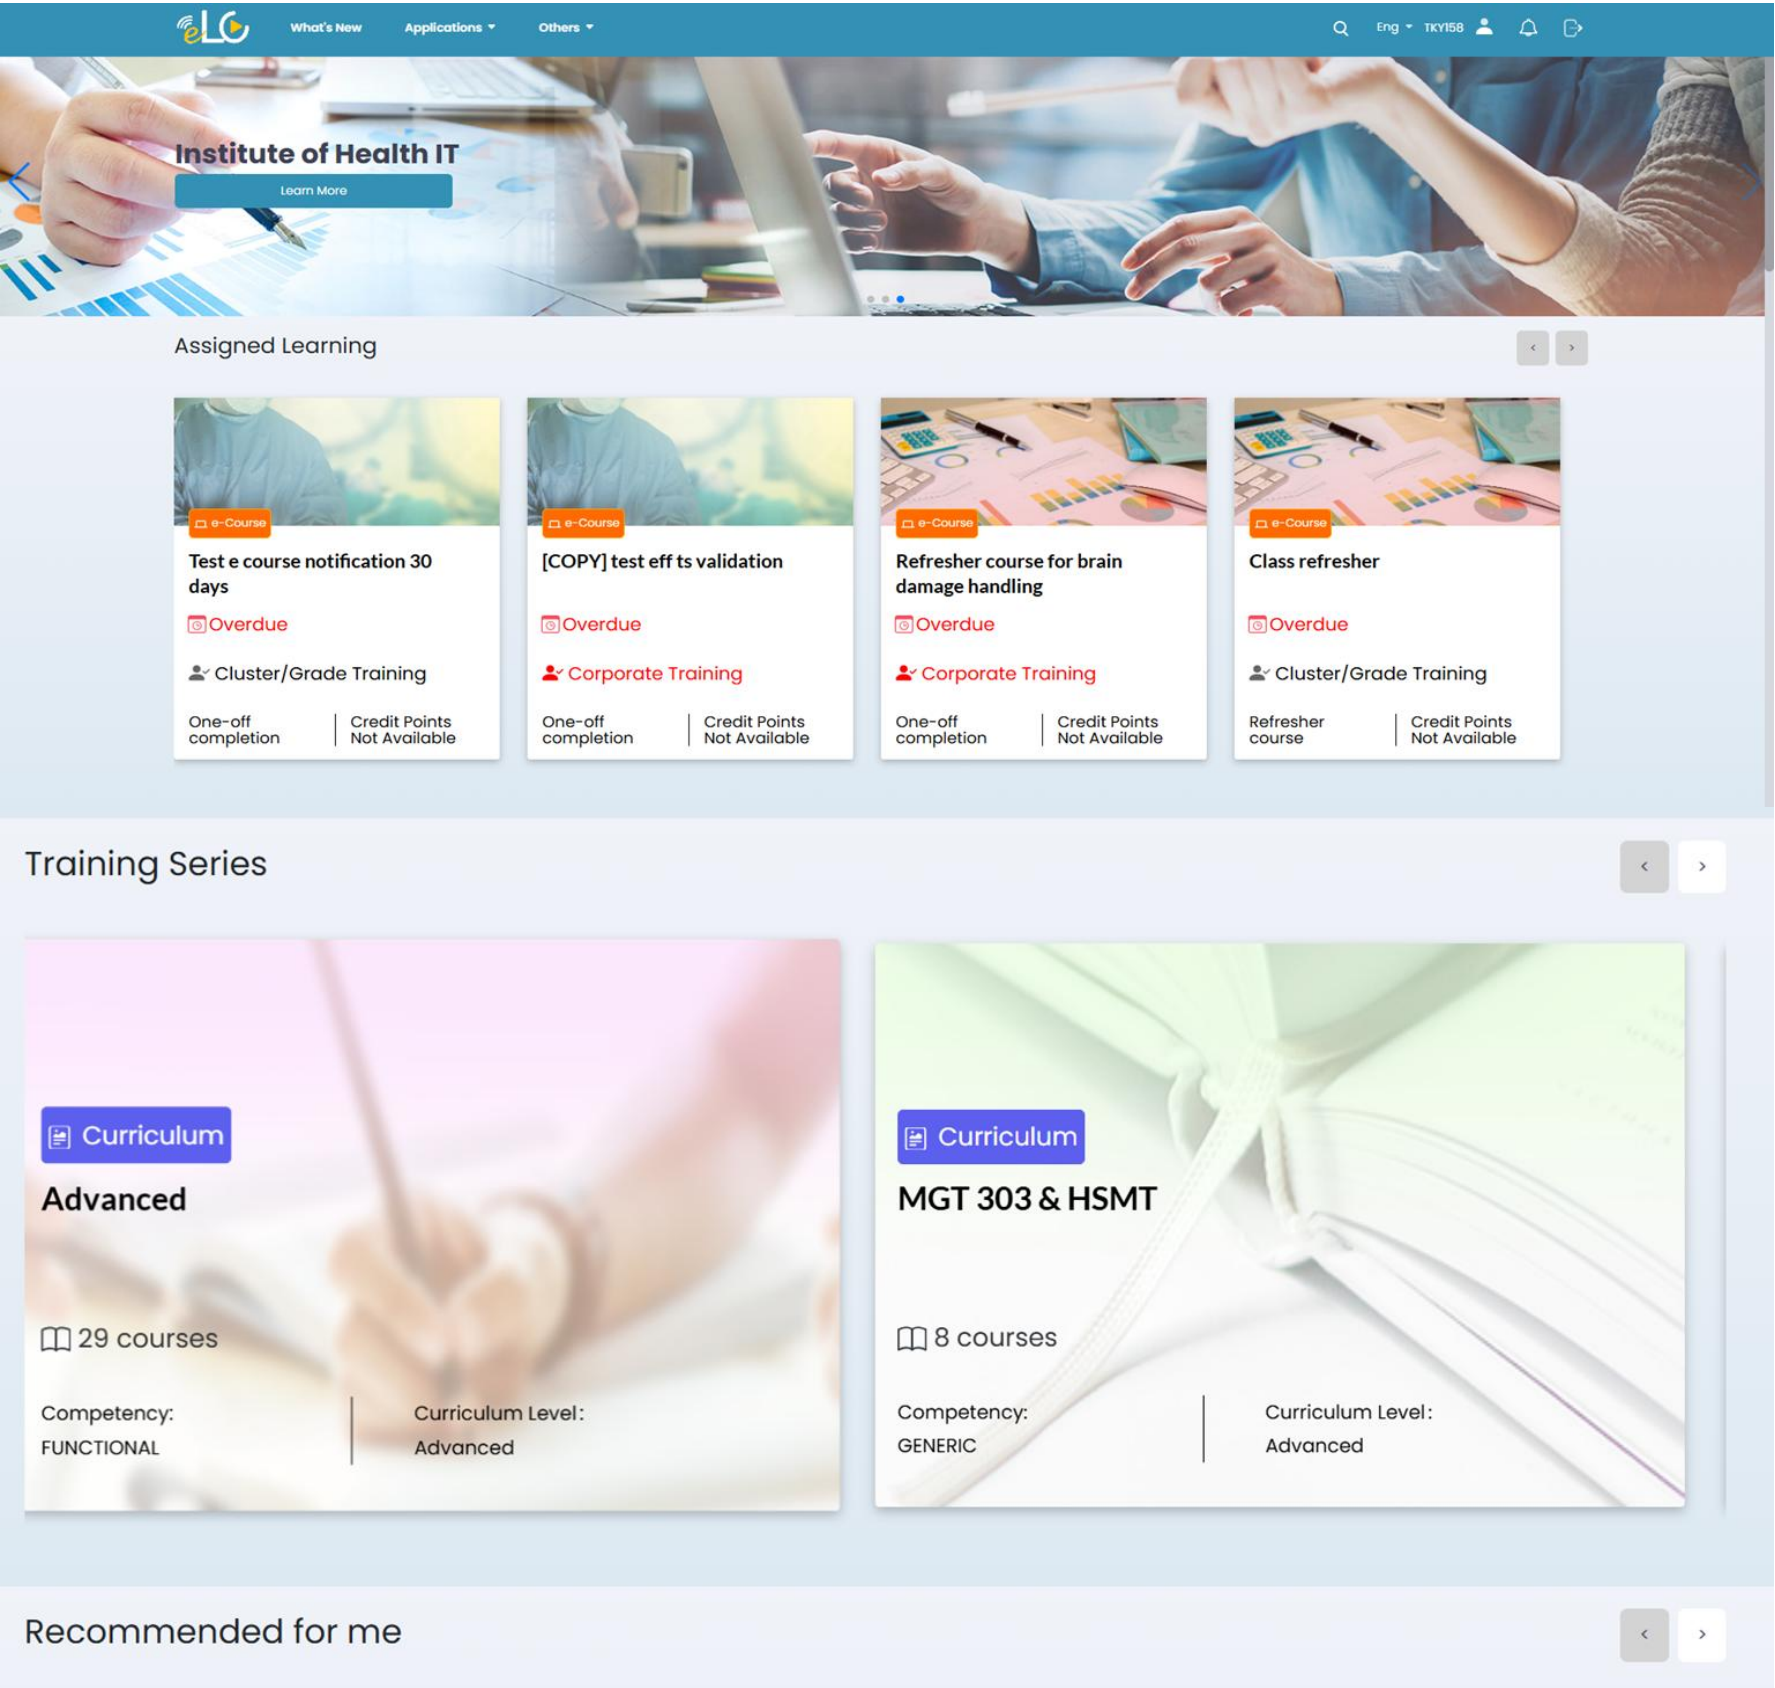 eLC
What's New
Applications
Others
Eng
TKY158
Institute of Health IT
Learn More
Assigned Learning
e-Course
Test e course notification 30
days
Overdue
Cluster/Grade Training
One-off
completion
Credit Points
Not Available
e-Course
[COPY] test eff ts validation
Overdue
Corporate Training
One-off
completion
Credit Points
Not Available
e-Course
Refresher course for brain
damage handling
Overdue
Corporate Training
One-off
completion
Credit Points
Not Available
e-Course
Class refresher
Overdue
Cluster/Grade Training
Refresher
course
Credit Points
Not Available
Training Series
Curriculum
Advanced
29 courses
Competency:
FUNCTIONAL
Curriculum Level:
Advanced
Curriculum
MGT 303 & HSMT
8 courses
Competency:
GENERIC
Curriculum Level:
Advanced
Recommended for me